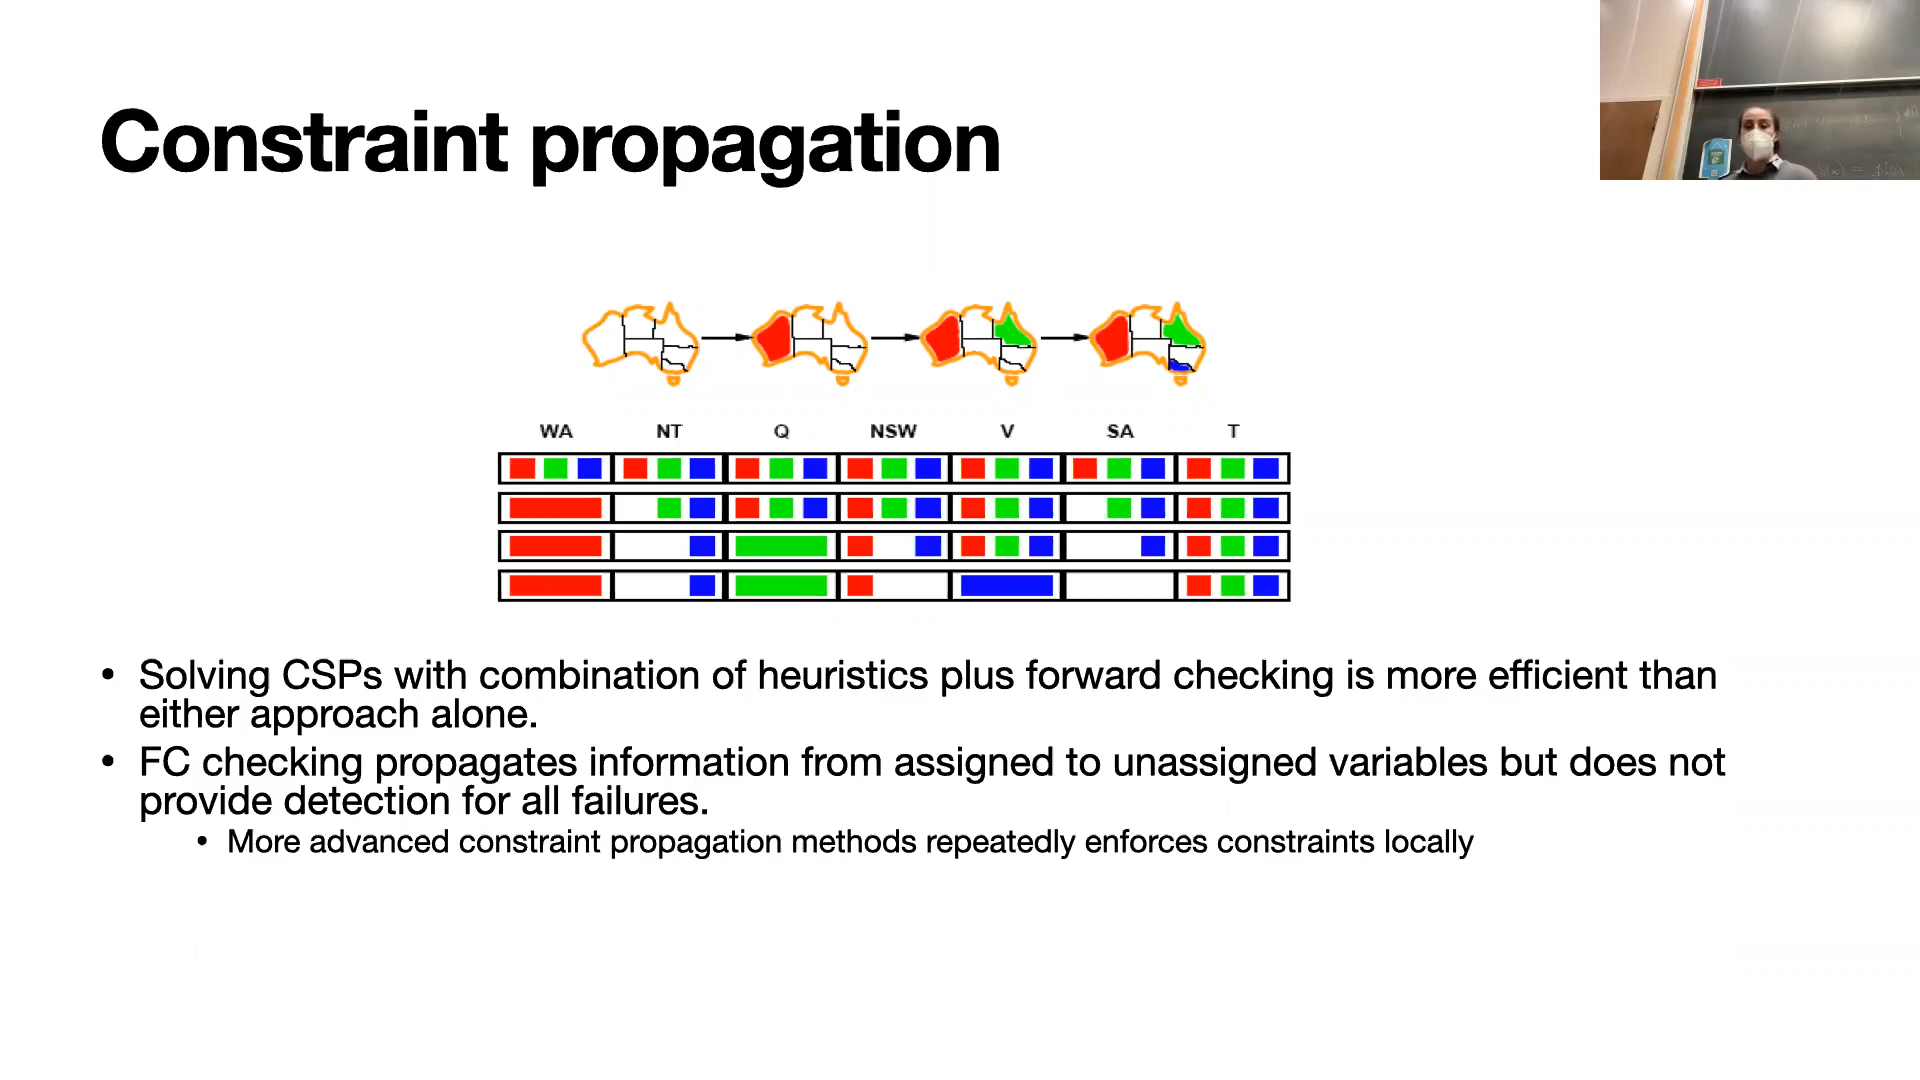 Constraint propagation
WA NT Q NSW V SA T
• Solving CSPs with combination of heuristics plus forward checking is more efficient than
either approach alone.
• FC checking propagates information from assigned to unassigned variables but does not
provide detection for all failures.
• More advanced constraint propagation methods repeatedly enforces constraints locally